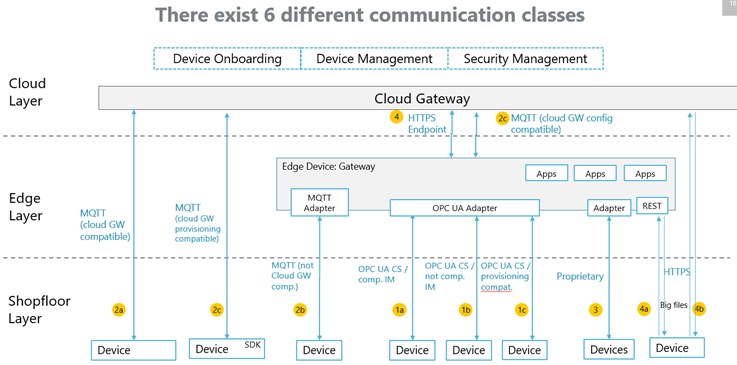 There exist 6 different communication classes
18
Device Onboarding
Device Management
Security Management
Cloud
Layer
Cloud Gateway
4
HTTPS
Endpoint
2c
MQTT (cloud GW config
compatible)
Edge Device: Gateway
Apps
Apps
Apps
Edge
Layer
MQTT
(cloud GW
compatible)
MQTT
(cloud GW
provisioning
compatible)
MQTT
Adapter
OPC UA Adapter
Adapter
REST
MQTT (not
Cloud GW
comp.)
OPC UA CS /
comp. IM
OPC UA CS /
not comp.
IM
OPC UA CS /
provisioning
compat.
Proprietary
HTTPS
Shopfloor
Layer
2a
2c
2b
1a
1b
1c
3
4a
Big files
4b
Device
Device
SDK
Device
Device
Device
Device
Devices
Device